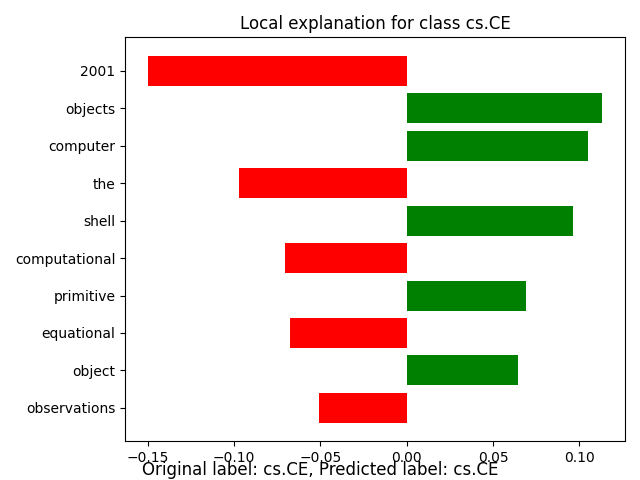 Local explanation for class cs.CE
2001
objects
computer
the
shell
computational
primitive
equational
object
observations
−0.15 −0.10 −0.05 0.00 0.05 0.10
Original label: cs.CE, Predicted label: cs.CE